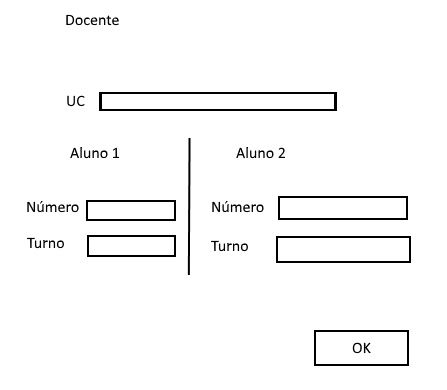 Docente
UC
Aluno 1
Aluno 2
Número
Número
Turno
Turno
OK